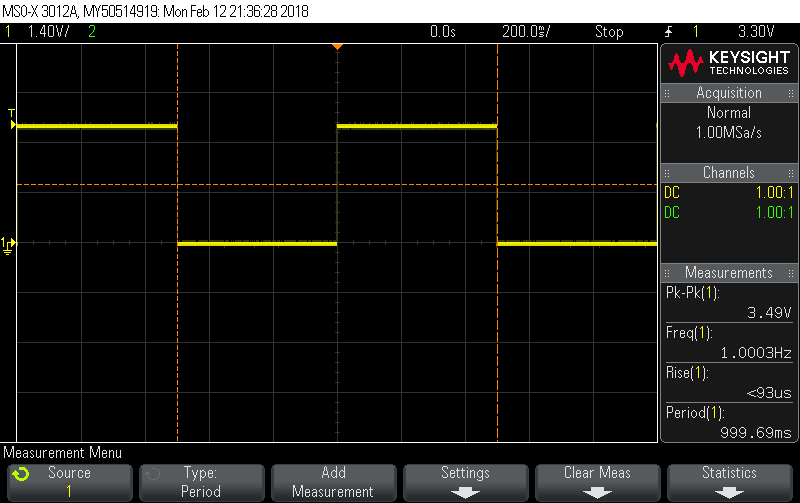 MSO-X 3012A, MY50514919: Mon Feb 12 21:36:28 2018
1 1.40V/ 2 0.0s 200.0ms/ Stop 1 3.30V
KEYSIGHT
TECHNOLOGIES
Acquisition
Normal
1.00MSa/s
Channels
DC 1.00:1
DC 1.00:1
Measurements
Pk-Pk(1):
3.49V
Freq(1):
1.0003Hz
Rise(1):
<93us
Period(1):
999.69ms
T
1
Measurement Menu
Source
1
Type:
Period
Add
Measurement
Settings
Clear Meas
Statistics